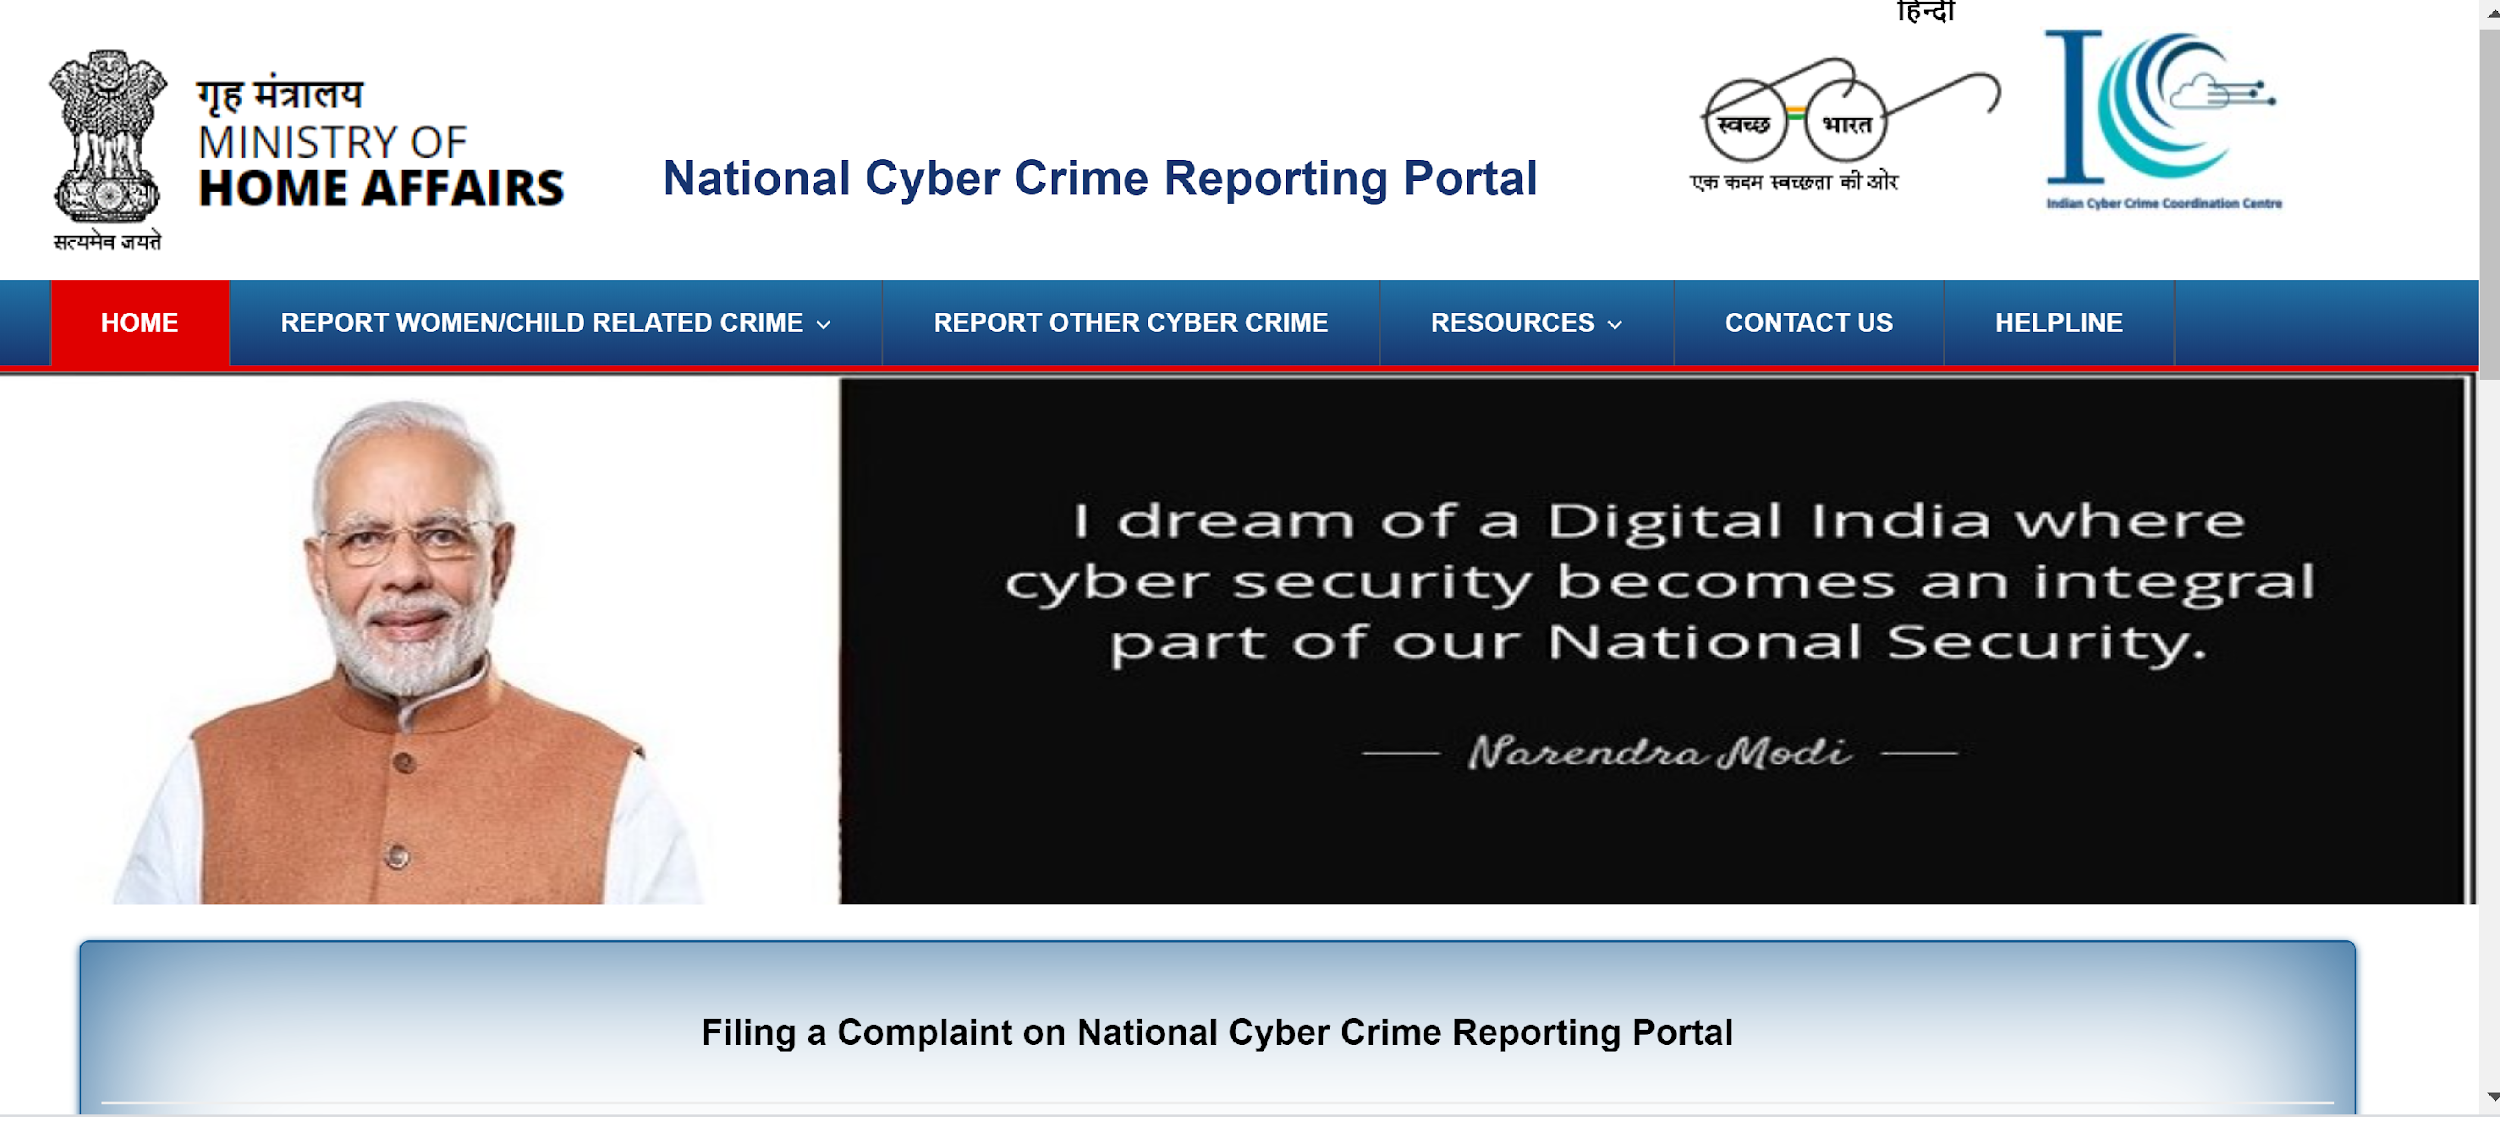 हिन्दी
गृह मंत्रालय
MINISTRY OF
HOME AFFAIRS
सत्यमेव जयते
National Cyber Crime Reporting Portal
स्वच्छ भारत
एक कदम स्वच्छता की ओर
Indian Cyber Crime Coordination Centre
HOME REPORT WOMEN/CHILD RELATED CRIME REPORT OTHER CYBER CRIME RESOURCES CONTACT US HELPLINE
I dream of a Digital India where
cyber security becomes an integral
part of our National Security.
Narendra Modi
Filing a Complaint on National Cyber Crime Reporting Portal